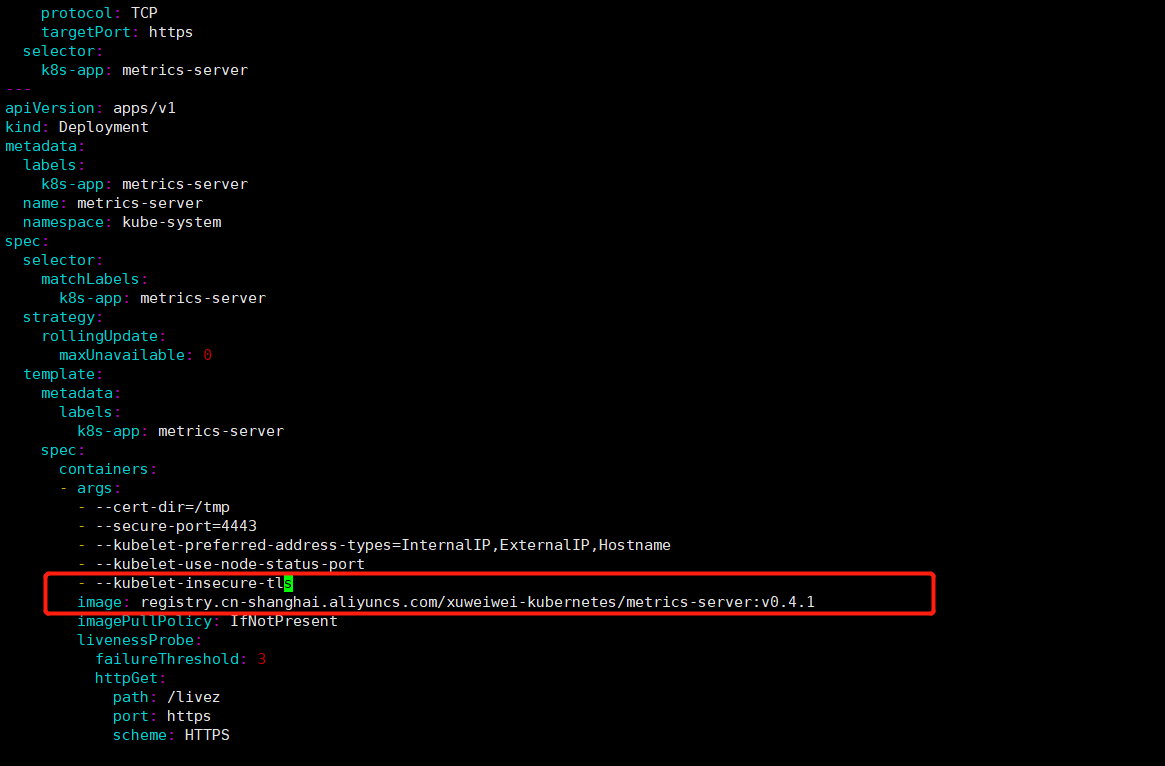 protocol: TCP
    targetPort: https
  selector:
    k8s-app: metrics-server
---
apiVersion: apps/v1
kind: Deployment
metadata:
  labels:
    k8s-app: metrics-server
  name: metrics-server
  namespace: kube-system
spec:
  selector:
    matchLabels:
      k8s-app: metrics-server
  strategy:
    rollingUpdate:
      maxUnavailable: 0
  template:
    metadata:
      labels:
        k8s-app: metrics-server
    spec:
      containers:
      - args:
        - --cert-dir=/tmp
        - --secure-port=4443
        - --kubelet-preferred-address-types=InternalIP,ExternalIP,Hostname
        - --kubelet-use-node-status-port
        - --kubelet-insecure-tls
        image: registry.cn-shanghai.aliyuncs.com/xuweiwei-kubernetes/metrics-server:v0.4.1
        imagePullPolicy: IfNotPresent
        livenessProbe:
          failureThreshold: 3
          httpGet:
            path: /livez
            port: https
            scheme: HTTPS